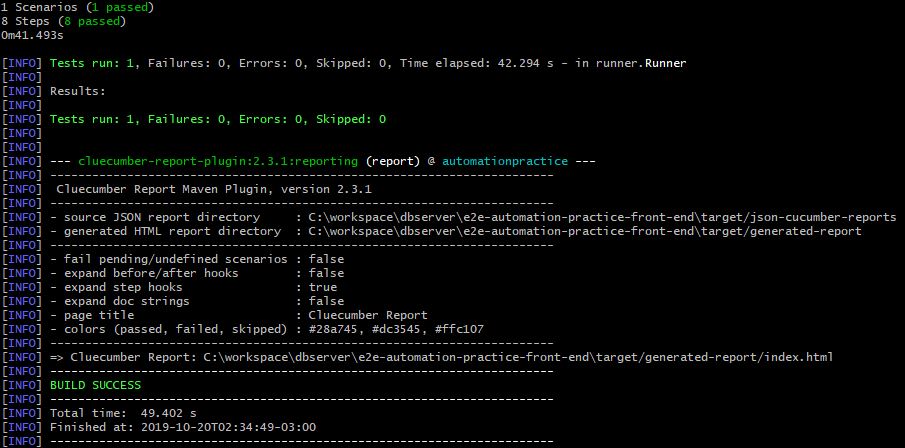 1 Scenarios (1 passed)
8 Steps (8 passed)
0m41.493s
[INFO] Tests run: 1, Failures: 0, Errors: 0, Skipped: 0, Time elapsed: 42.294 s - in runner.Runner
[INFO]
[INFO] Results:
[INFO]
[INFO] Tests run: 1, Failures: 0, Errors: 0, Skipped: 0
[INFO]
[INFO]
[INFO] --- cluecumber-report-plugin:2.3.1:reporting (report) @ automationpractice ---
[INFO] ------------------------------------------------------------------------
[INFO]  Cluecumber Report Maven Plugin, version 2.3.1
[INFO] ------------------------------------------------------------------------
[INFO] - source JSON report directory     : C:\workspace\dbserver\e2e-automation-practice-front-end\target/json-cucumber-reports
[INFO] - generated HTML report directory  : C:\workspace\dbserver\e2e-automation-practice-front-end\target/generated-report
[INFO] ------------------------------------------------------------------------
[INFO] - fail pending/undefined scenarios : false
[INFO] - expand before/after hooks        : false
[INFO] - expand step hooks                : true
[INFO] - expand doc strings               : false
[INFO] - page title                       : Cluecumber Report
[INFO] - colors (passed, failed, skipped) : #28a745, #dc3545, #ffc107
[INFO] ------------------------------------------------------------------------
[INFO] => Cluecumber Report: C:\workspace\dbserver\e2e-automation-practice-front-end\target/generated-report/index.html
[INFO] ------------------------------------------------------------------------
[INFO] BUILD SUCCESS
[INFO] ------------------------------------------------------------------------
[INFO] Total time:  49.402 s
[INFO] Finished at: 2019-10-20T02:34:49-03:00
[INFO] ------------------------------------------------------------------------